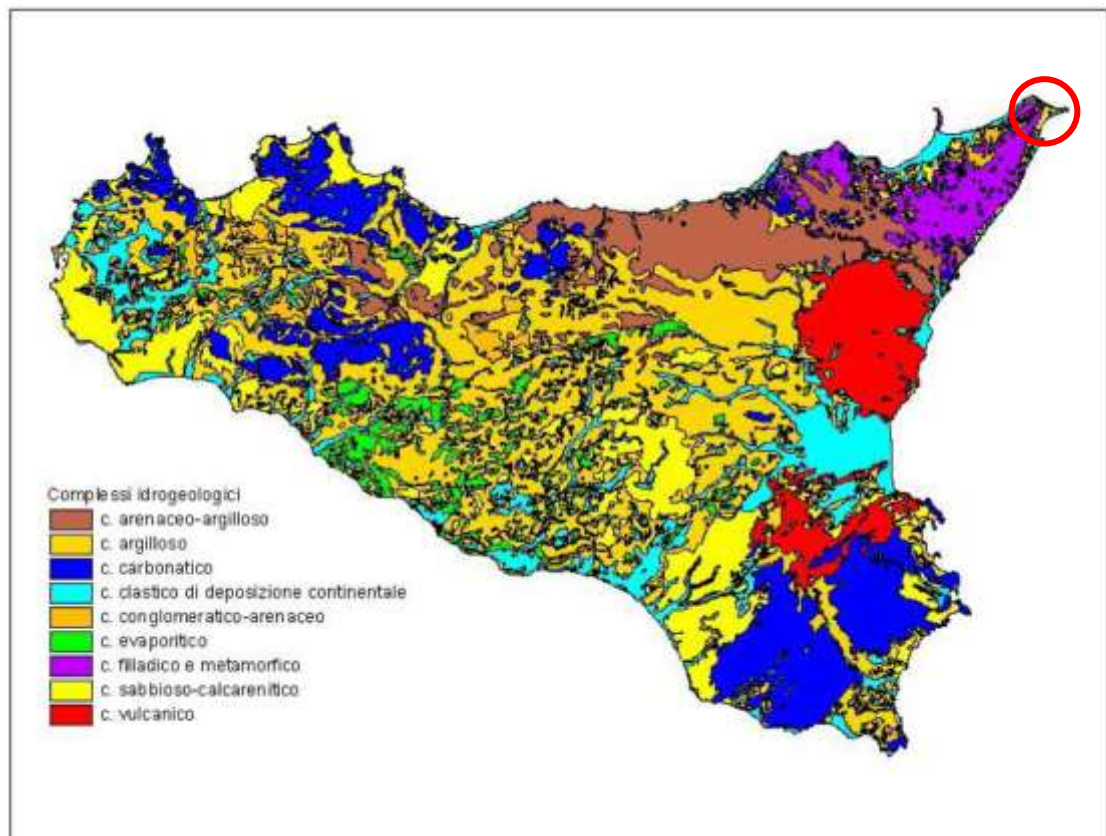 Complessi idrogeologici
c. arenaceo-argilloso
c. argilloso
c. carbonatico
c. clastico di deposizione continentale
c. conglomeratico-arenaceo
c. evaporitico
c. filladico e metamorfico
c. sabbioso-calcarenitico
c. vulcanico